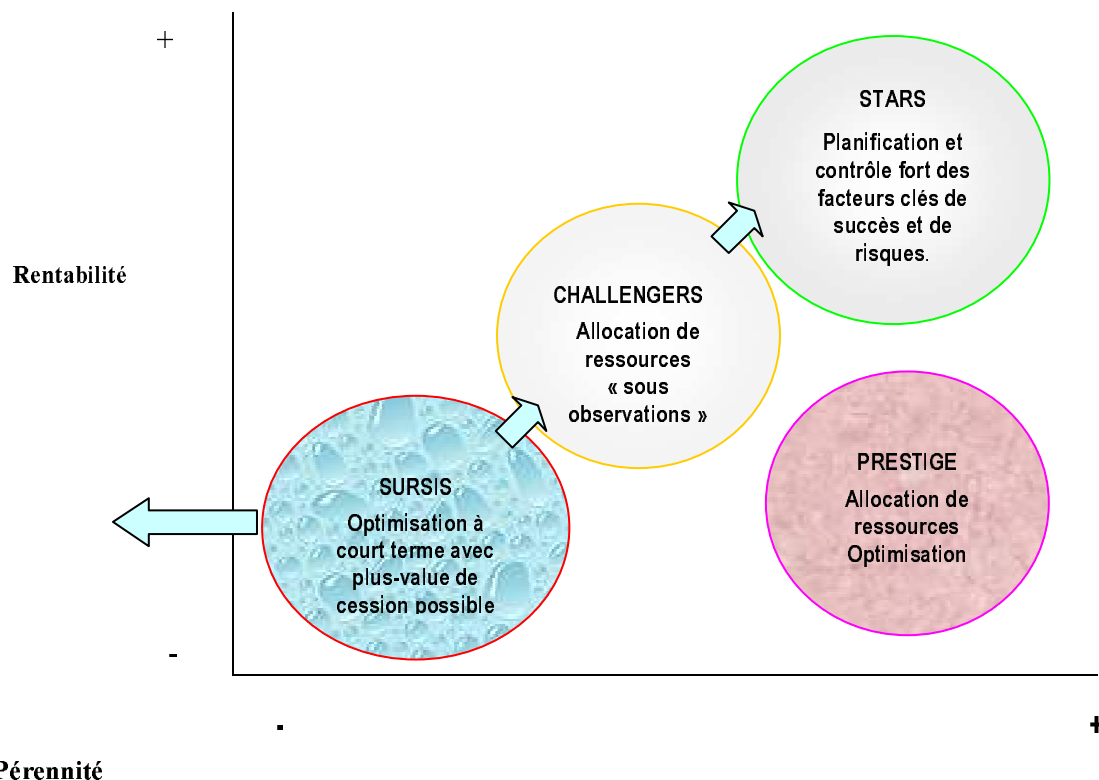 +
STARS
Planification et
contrôle fort des
facteurs clés de
succès et de
risques.
Rentabilité
CHALLENGERS
Allocation de
ressources
« sous
observations »
PRESTIGE
Allocation de
ressources
Optimisation
SURSIS
Optimisation à
court terme avec
plus-value de
cession possible
-
- +
Pérennité